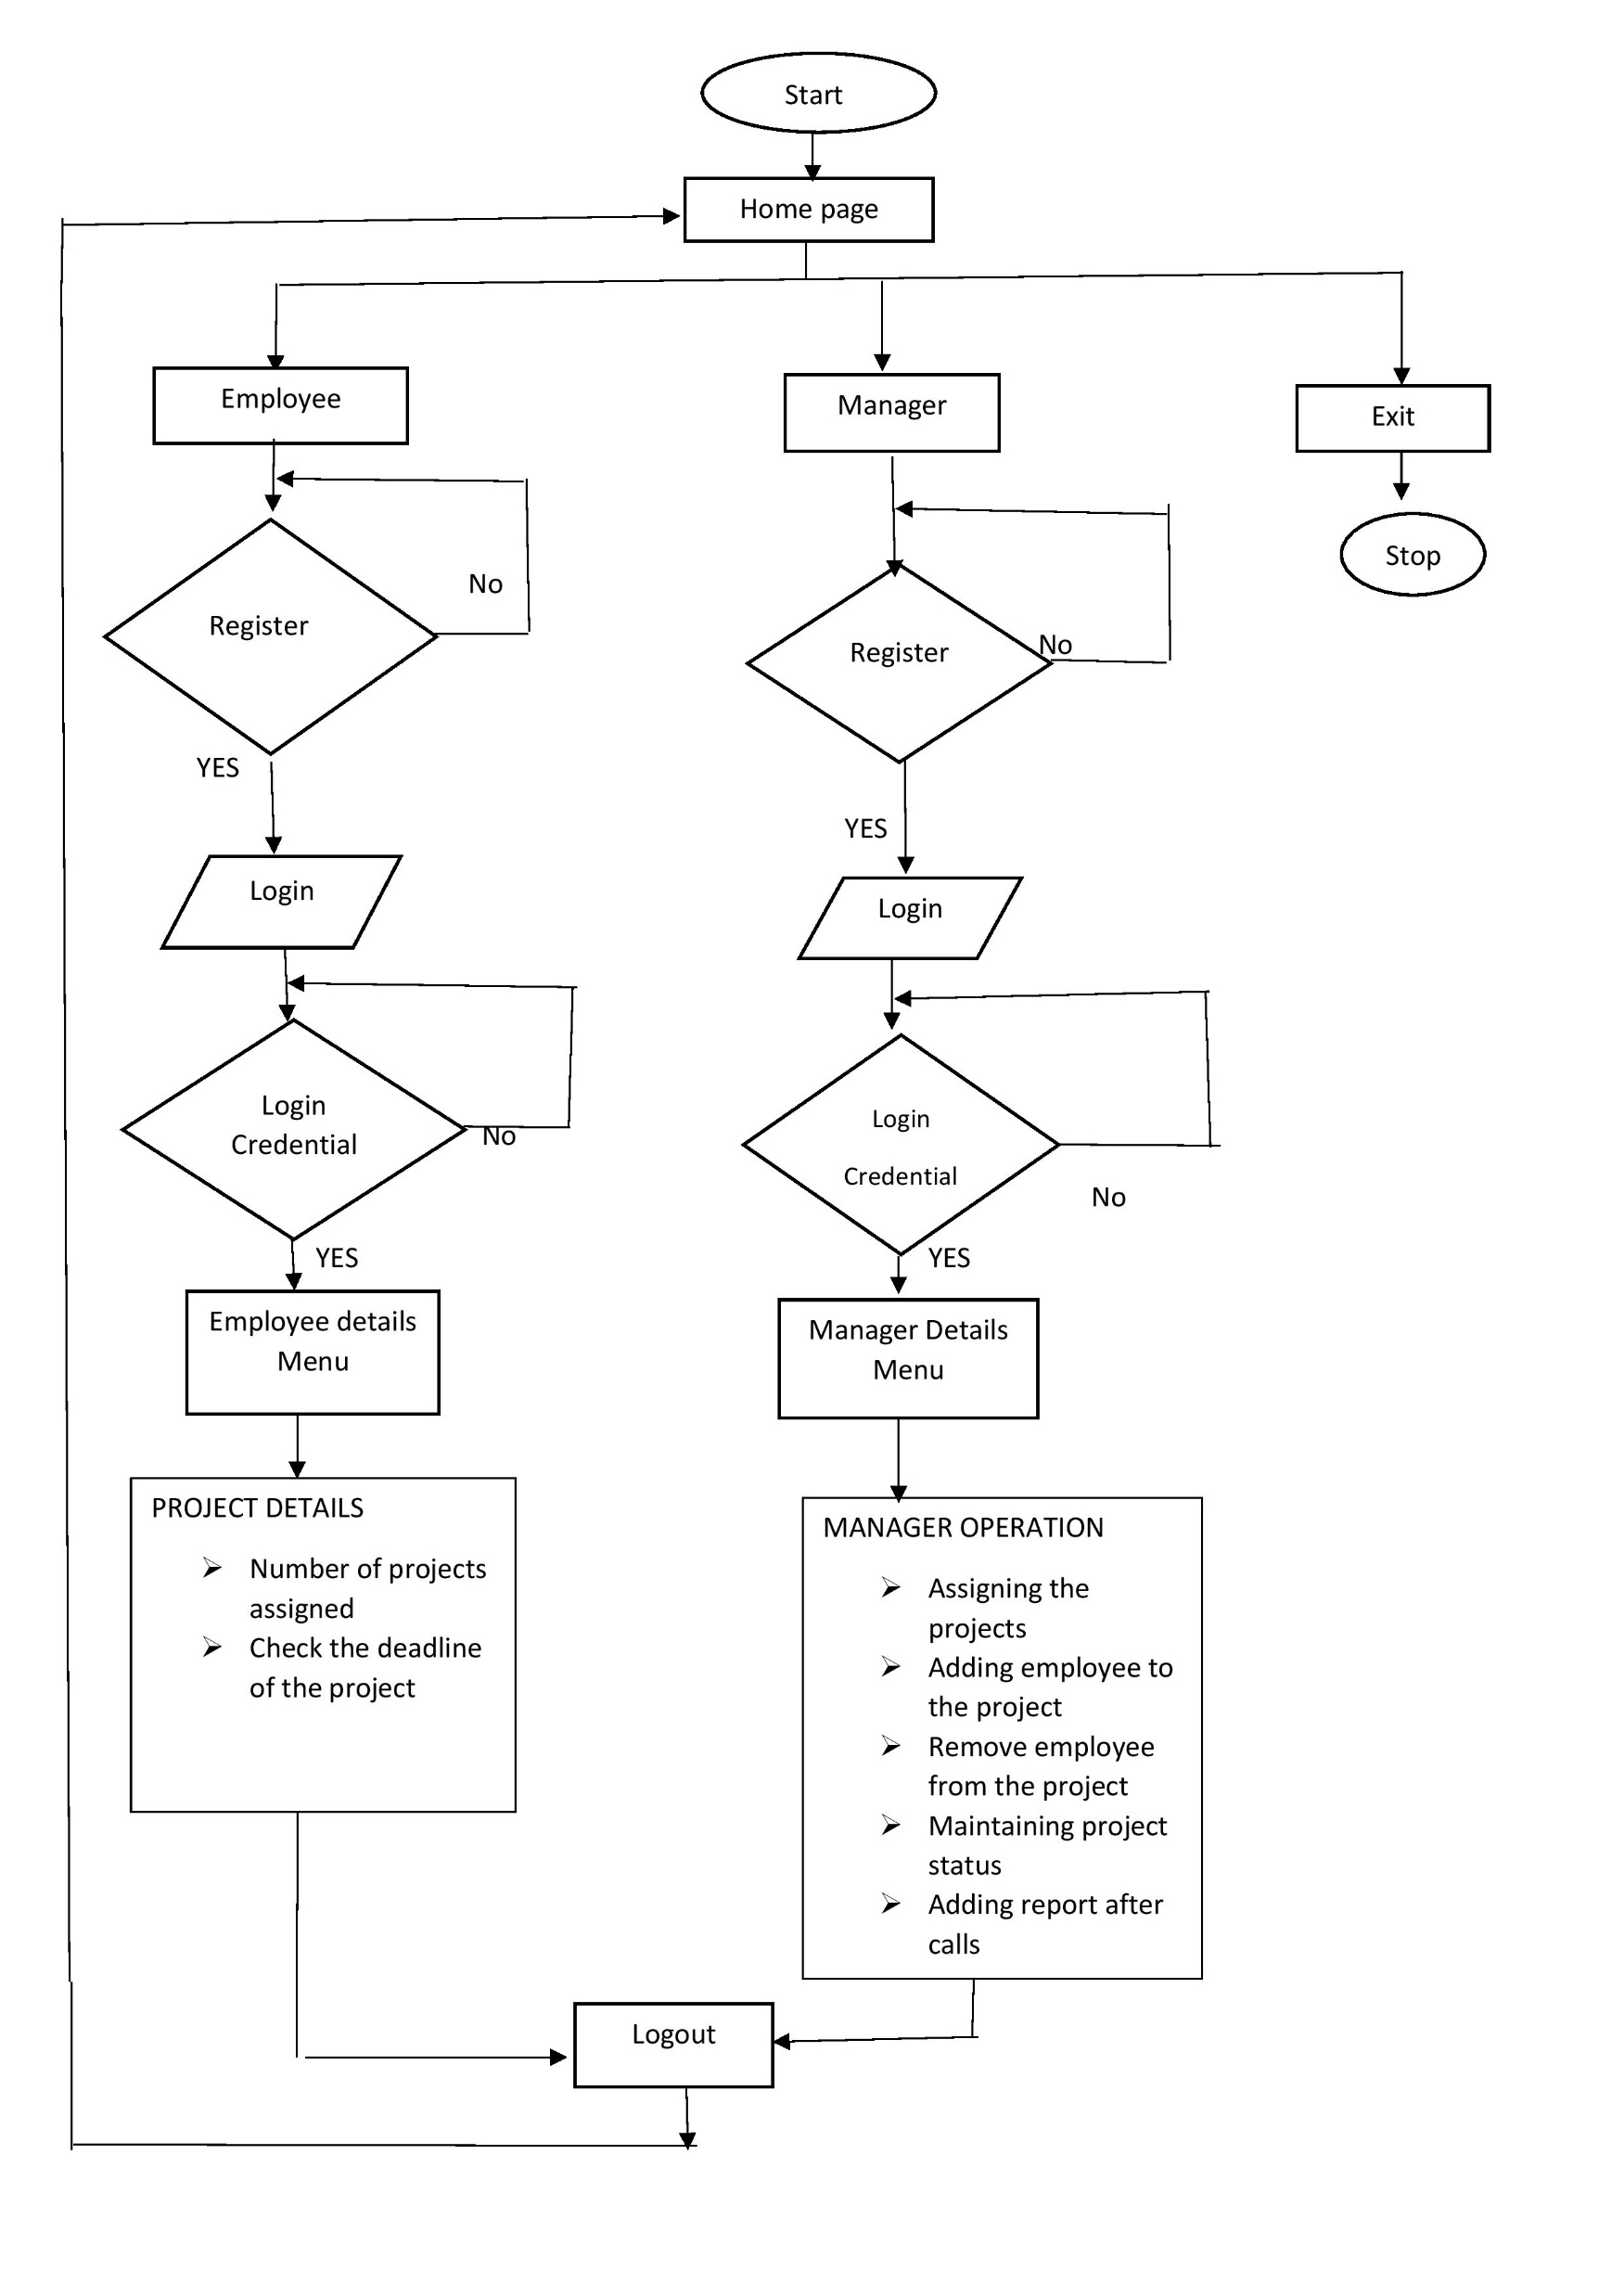 Start
Home page
Employee
Manager
Exit
Stop
No
Register
No
Register
YES
YES
Login
Login
Login
Credential
No
Login
Credential
No
YES
YES
Employee details
Menu
Manager Details
Menu
PROJECT DETAILS
Number of projects
assigned
Check the deadline
of the project
MANAGER OPERATION
Assigning the
projects
Adding employee to
the project
Remove employee
from the project
Maintaining project
status
Adding report after
calls
Logout